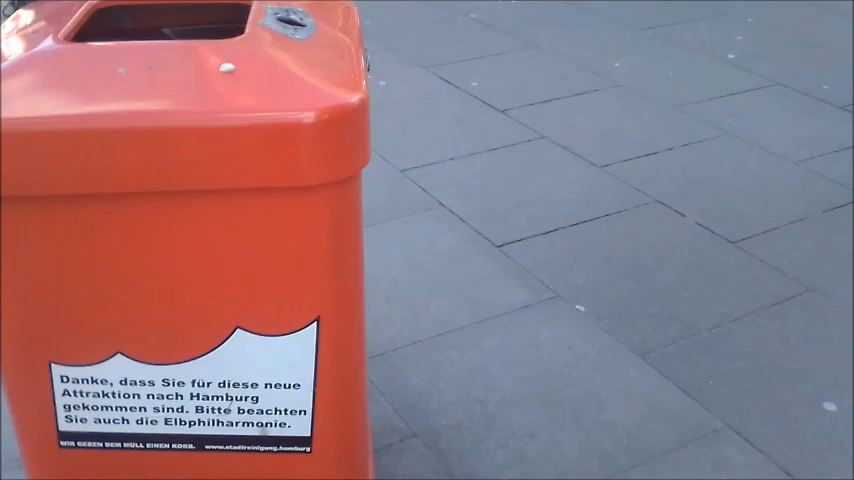 Danke, dass Sie für diese neue
Attraktion nach Hamburg
gekommen sind. Bitte beachten
Sie auch die Elbphilharmonie.
WIR GEBEN DEM MÜLL EINEN KORB. www.stadtreinigung.hamburg